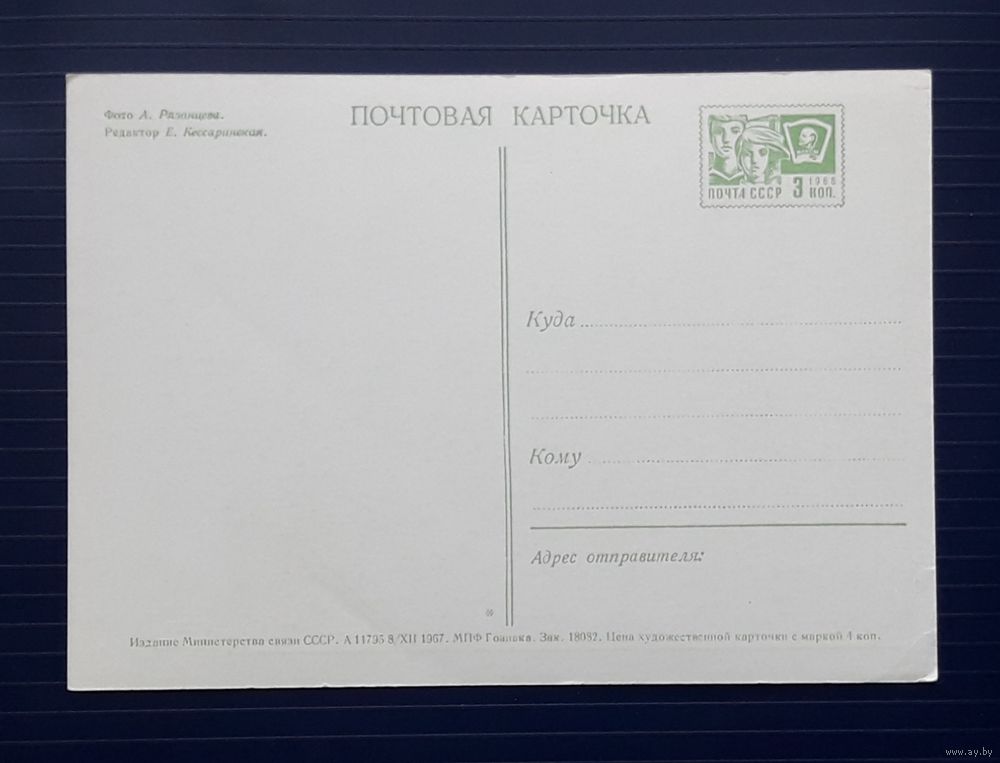 Фото А. Рязанцева.
Редактор Е. Кессаринская.
ПОЧТОВАЯ КАРТОЧКА
1966
ПОЧТА СССР 3 КОП.
Куда
Кому
Адрес отправителя:
Издание Министерства связи СССР. А 11795 8/XII 1967. МПФ Гознака. Зак. 18082. Цена художественной карточки с маркой 4 коп.
www.ay.by